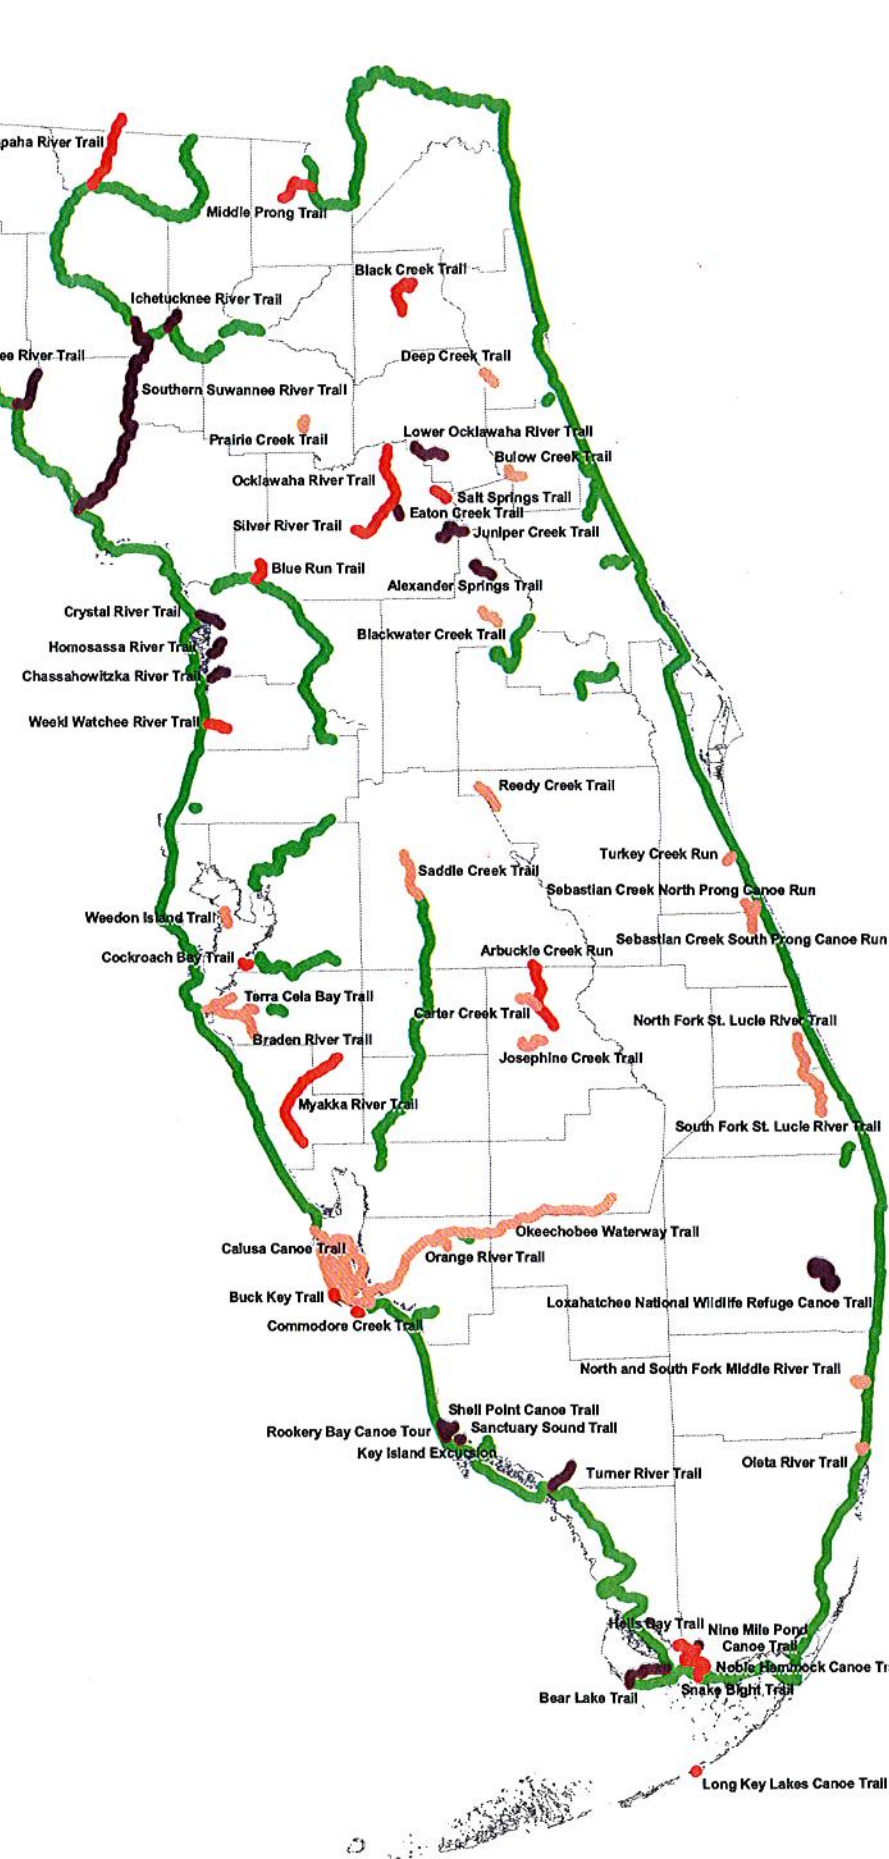 paha River Trail
Middle Prong Trail
Black Creek Trail
Ichetucknee River Trail
ee River Trail
Deep Creek Trail
Southern Suwannee River Trail
Lower Ocklawaha River Trail
Prairie Creek Trail
Bulow Creek Trail
Ocklawaha River Trail
Salt Springs Trail
Eaton Creek Trail
Silver River Trail
Juniper Creek Trail
Blue Run Trail
Alexander Springs Trail
Crystal River Trail
Blackwater Creek Trail
Homosassa River Trail
Chassahowitzka River Trail
Weeki Watchee River Trail
Reedy Creek Trail
Turkey Creek Run
Saddle Creek Trail
Sebastian Creek North Prong Canoe Run
Weedon Island Trail
Sebastian Creek South Prong Canoe Run
Arbuckle Creek Run
Cockroach Bay Trail
Terra Cela Bay Trail
Carter Creek Trail
North Fork St. Lucie River Trail
Braden River Trail
Josephine Creek Trail
Myakka River Trail
South Fork St. Lucie River Trail
Okeechobee Waterway Trail
Calusa Canoe Trail
Orange River Trail
Buck Key Trail
Loxahatchee National Wildlife Refuge Canoe Trail
Commodore Creek Trail
North and South Fork Middle River Trail
Shell Point Canoe Trail
Rookery Bay Canoe Tour
Sanctuary Sound Trail
Key Island Excursion
Oleta River Trail
Turner River Trail
Hells Bay Trail
Nine Mile Pond
Canoe Trail
Noble Hammock Canoe Tr
Snake Bight Trail
Bear Lake Trail
Long Key Lakes Canoe Trail